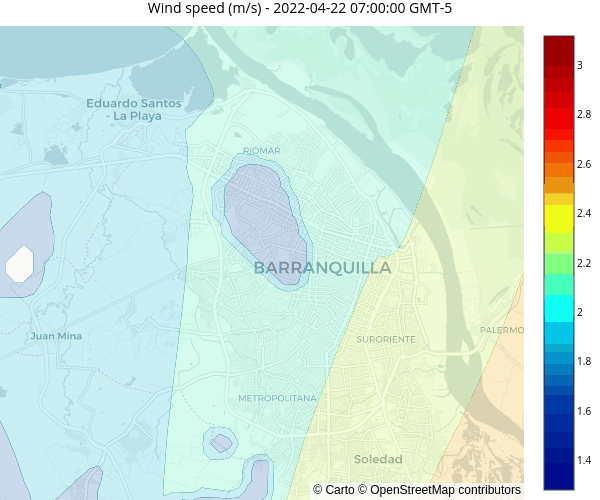 Wind speed (m/s) - 2022-04-22 07:00:00 GMT-5
Eduardo Santos
- La Playa
RIOMAR
BARRANQUILLA
Juan Mina
SURORIENTE
PALERMO
METROPOLITANA
Soledad
© Carto © OpenStreetMap contributors
3
2.8
2.6
2.4
2.2
2
1.8
1.6
1.4